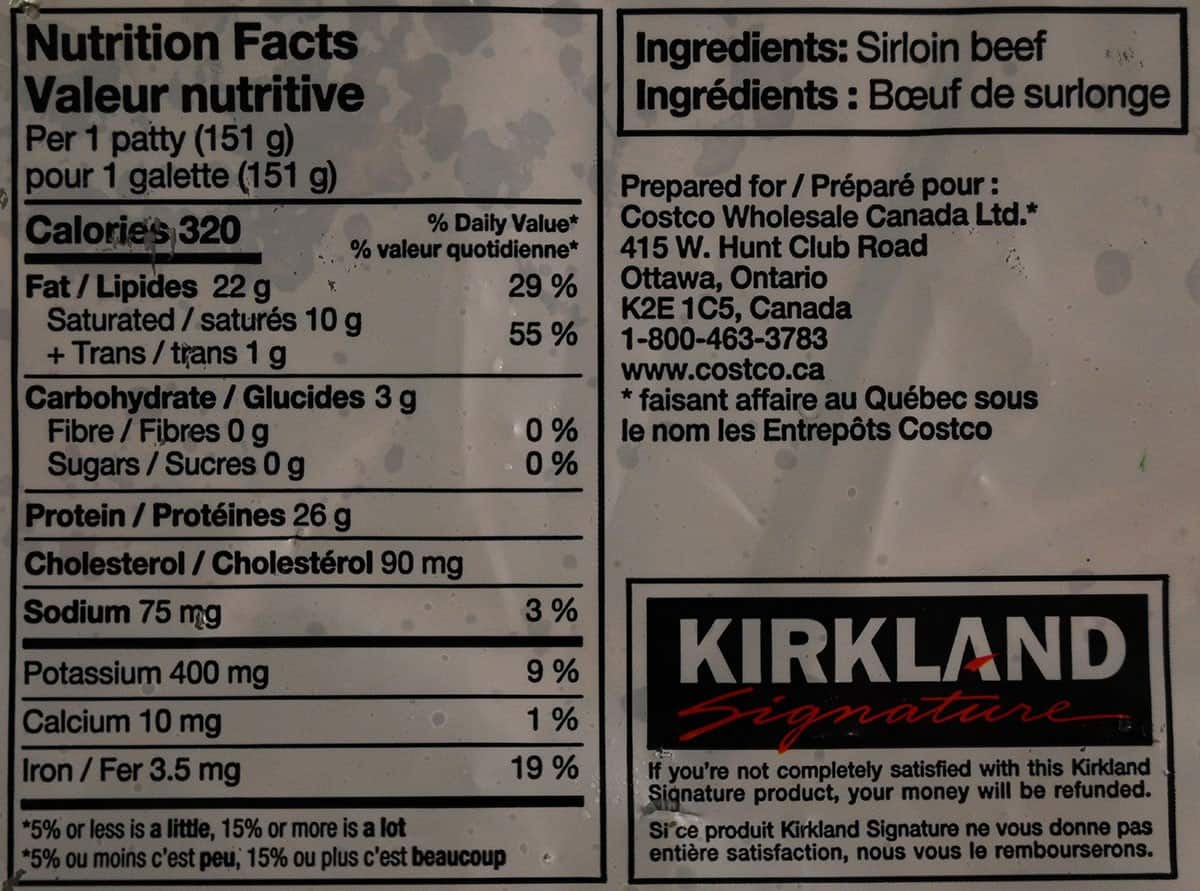 Nutrition Facts
Valeur nutritive
Per 1 patty (151 g)
pour 1 galette (151 g)
Calories 320
% Daily Value*
% valeur quotidienne*
Fat / Lipides 22 g 29 %
Saturated / saturés 10 g
+ Trans / trans 1 g 55 %
Carbohydrate / Glucides 3 g
Fibre / Fibres 0 g 0 %
Sugars / Sucres 0 g 0 %
Protein / Protéines 26 g
Cholesterol / Cholestérol 90 mg
Sodium 75 mg 3 %
Potassium 400 mg 9 %
Calcium 10 mg 1 %
Iron / Fer 3.5 mg 19 %
*5% or less is a little, 15% or more is a lot
*5% ou moins c'est peu, 15% ou plus c'est beaucoup
Ingredients: Sirloin beef
Ingrédients : Bœuf de surlonge
Prepared for / Préparé pour :
Costco Wholesale Canada Ltd.*
415 W. Hunt Club Road
Ottawa, Ontario
K2E 1C5, Canada
1-800-463-3783
www.costco.ca
* faisant affaire au Québec sous
le nom les Entrepôts Costco
KIRKLAND
Signature
If you're not completely satisfied with this Kirkland
Signature product, your money will be refunded.
Si ce produit Kirkland Signature ne vous donne pas
entière satisfaction, nous vous le rembourserons.